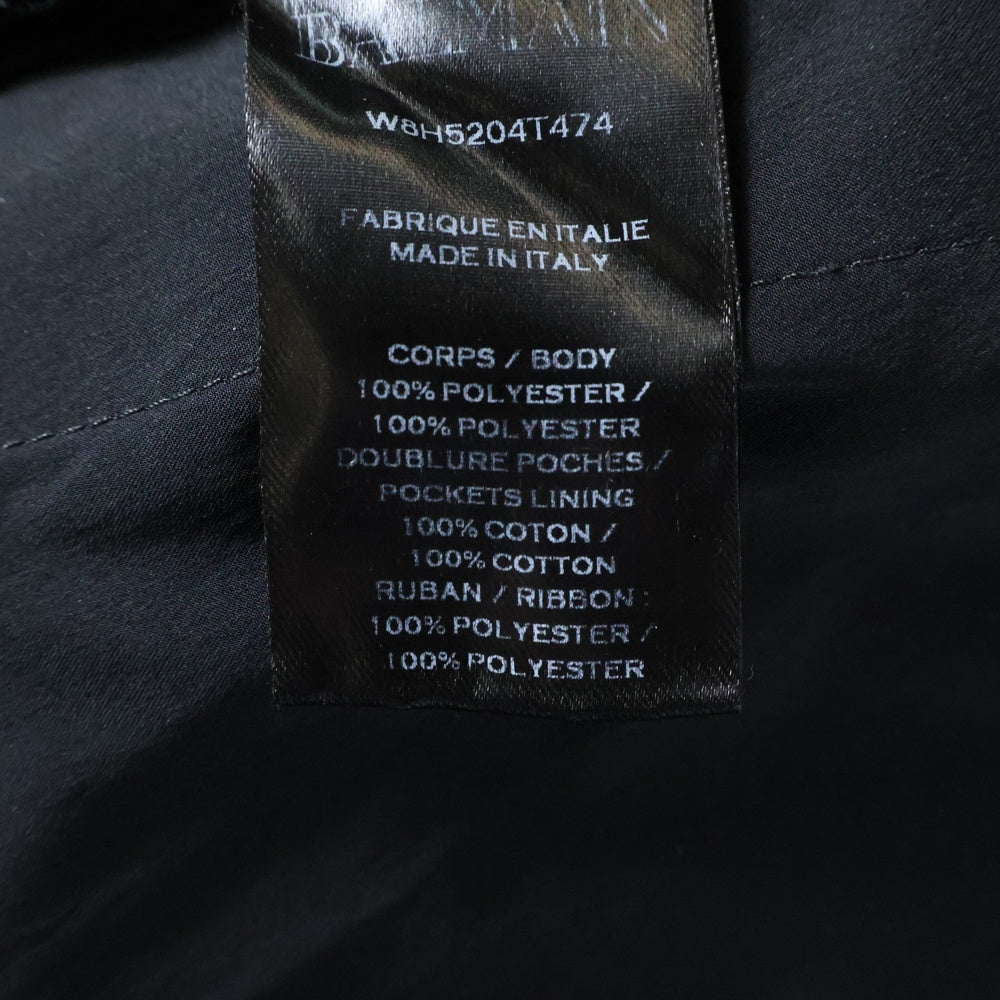 BALMAIN
W8H5204T474
FABRIQUE EN ITALIE
MADE IN ITALY
CORPS / BODY
100% POLYESTER /
100% POLYESTER
DOUBLURE POCHES /
POCKETS LINING
100% COTON /
100% COTTON
RUBAN / RIBBON :
100% POLYESTER /
100% POLYESTER